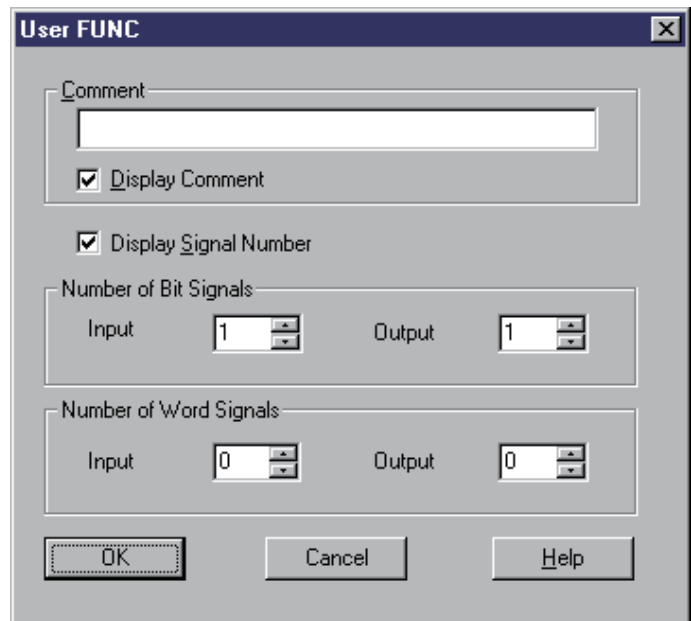 User FUNC
Comment
Display Comment
Display Signal Number
Number of Bit Signals
Input 1 Output 1
Number of Word Signals
Input 0 Output 0
OK Cancel Help